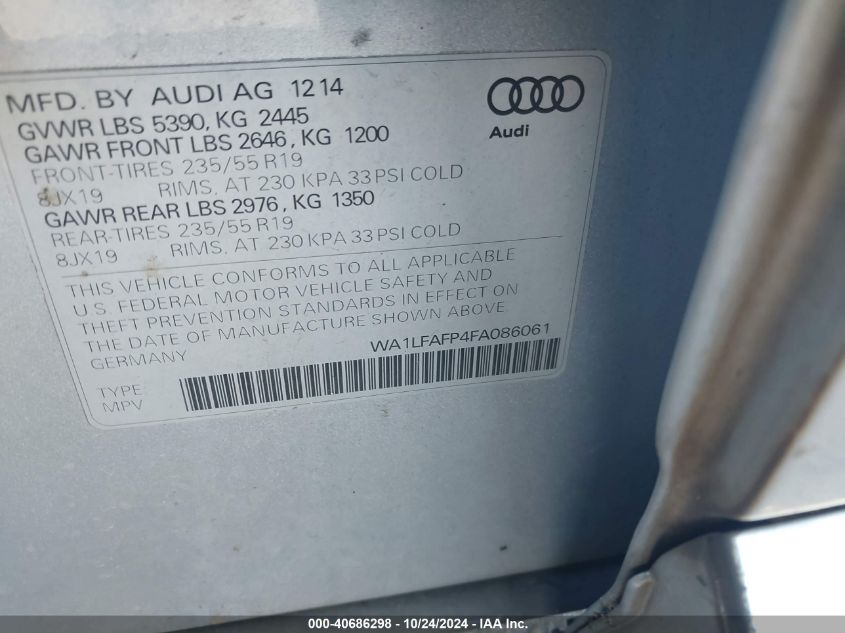 MFD. BY AUDI AG 1214
GVWR LBS 5390, KG 2445
GAWR FRONT LBS 2646, KG 1200
FRONT-TIRES 235/55 R19
8JX19 RIMS. AT 230 KPA 33 PSI COLD
GAWR REAR LBS 2976, KG 1350
REAR-TIRES 235/55 R19
8JX19 RIMS. AT 230 KPA 33 PSI COLD
Audi
THIS VEHICLE CONFORMS TO ALL APPLICABLE
U.S. FEDERAL MOTOR VEHICLE SAFETY AND
THEFT PREVENTION STANDARDS IN EFFECT ON
THE DATE OF MANUFACTURE SHOWN ABOVE
GERMANY
WA1LFAFP4FA086061
TYPE
MPV
000-40686298 - 10/24/2024 - IAA Inc.